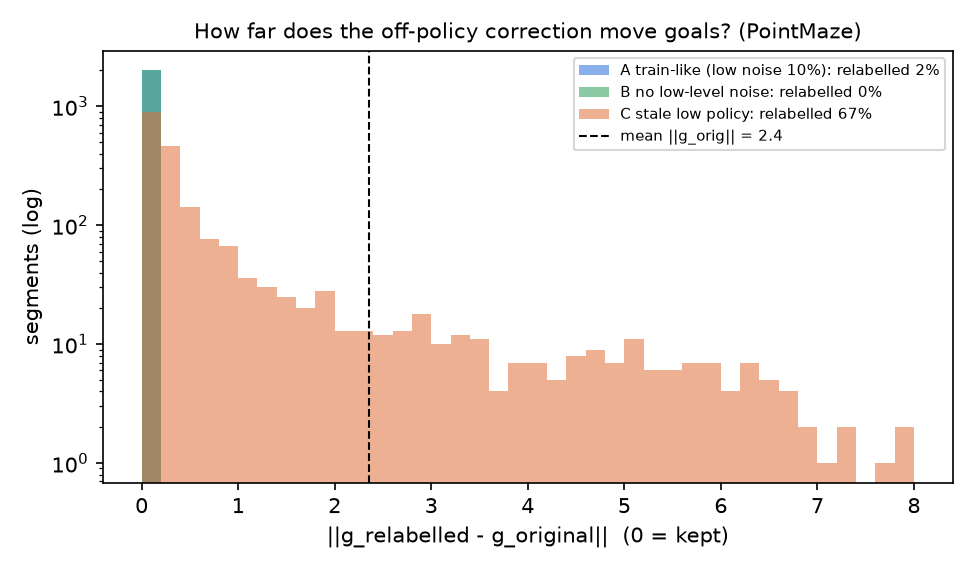 How far does the off-policy correction move goals? (PointMaze)
A train-like (low noise 10%): relabelled 2%
B no low-level noise: relabelled 0%
C stale low policy: relabelled 67%
mean ||g_orig|| = 2.4
segments (log)
10³
10²
10¹
10⁰
0 1 2 3 4 5 6 7 8
||g_relabelled - g_original||  (0 = kept)